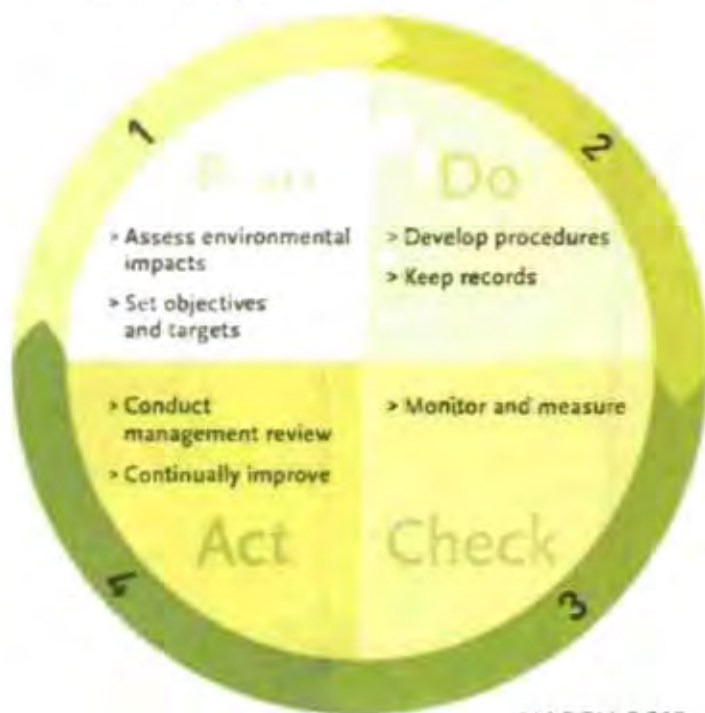 1
Plan
> Assess environmental
impacts
> Set objectives
and targets
2
Do
> Develop procedures
> Keep records
3
> Monitor and measure
Check
4
> Conduct
management review
> Continually improve
Act